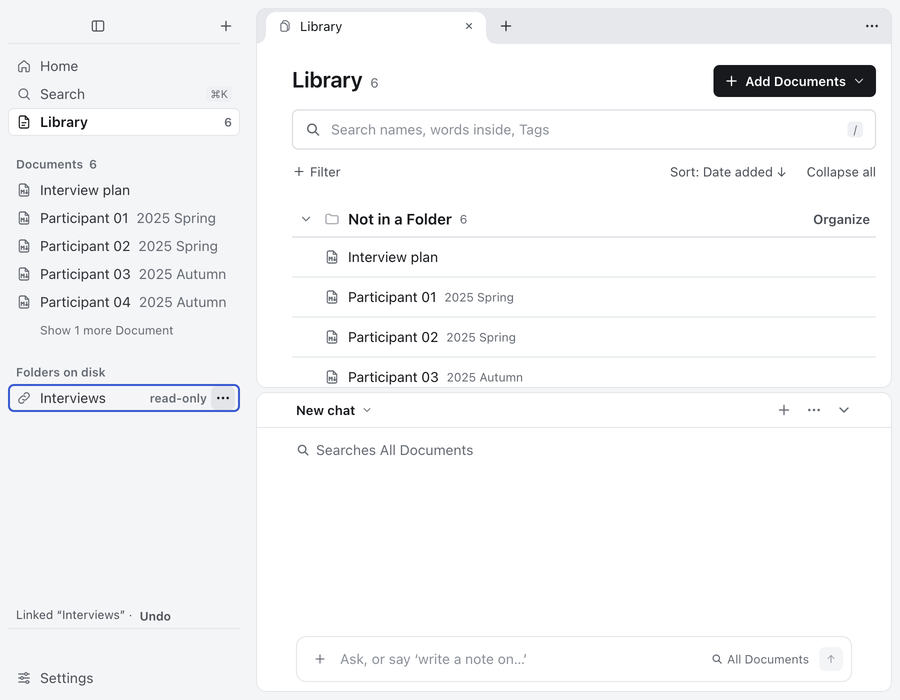 Library
Home
Search ⌘K
Library 6
Documents 6
Interview plan
Participant 01 2025 Spring
Participant 02 2025 Spring
Participant 03 2025 Autumn
Participant 04 2025 Autumn
Show 1 more Document
Folders on disk
Interviews read-only
Linked “Interviews” · Undo
Settings
Library 6
Add Documents
Search names, words inside, Tags /
Filter
Sort: Date added ↓ Collapse all
Not in a Folder 6 Organize
Interview plan
Participant 01 2025 Spring
Participant 02 2025 Spring
Participant 03 2025 Autumn
New chat
Searches All Documents
Ask, or say ‘write a note on…’ All Documents